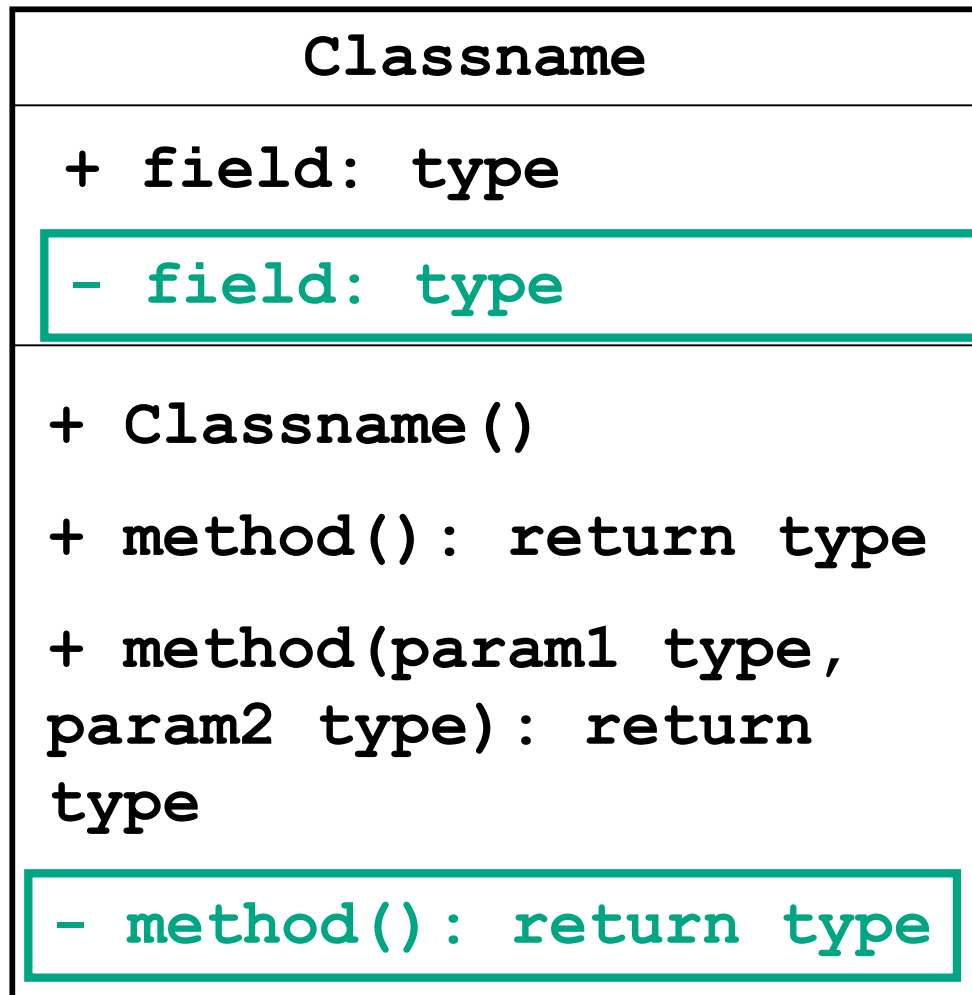 Classname
+ field: type
- field: type
+ Classname()
+ method(): return type
+ method(param1 type,
param2 type): return
type
- method(): return type